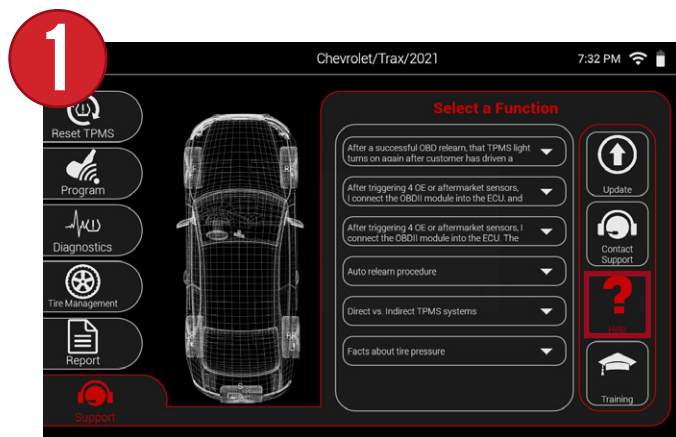 1
Chevrolet/Trax/2021
7:32 PM
Reset TPMS
Program
Diagnostics
Tire Management
Report
Support
Select a Function
After a successful OBD relearn, that TPMS light
turns on again after customer has driven a
After triggering 4 OE or aftermarket sensors,
I connect the OBDII module into the ECU. and
After triggering 4 OE or aftermarket sensors, I
connect the OBDII module into the ECU. The
Auto relearn procedure
Direct vs. Indirect TPMS systems
Facts about tire pressure
Update
Contact
Support
?
Help
Training